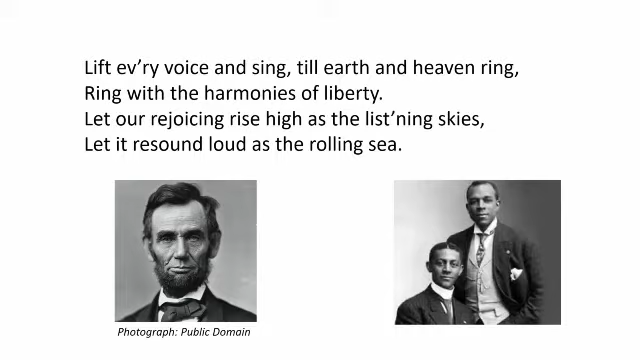 Lift ev’ry voice and sing, till earth and heaven ring,
Ring with the harmonies of liberty.
Let our rejoicing rise high as the list’ning skies,
Let it resound loud as the rolling sea.
Photograph: Public Domain